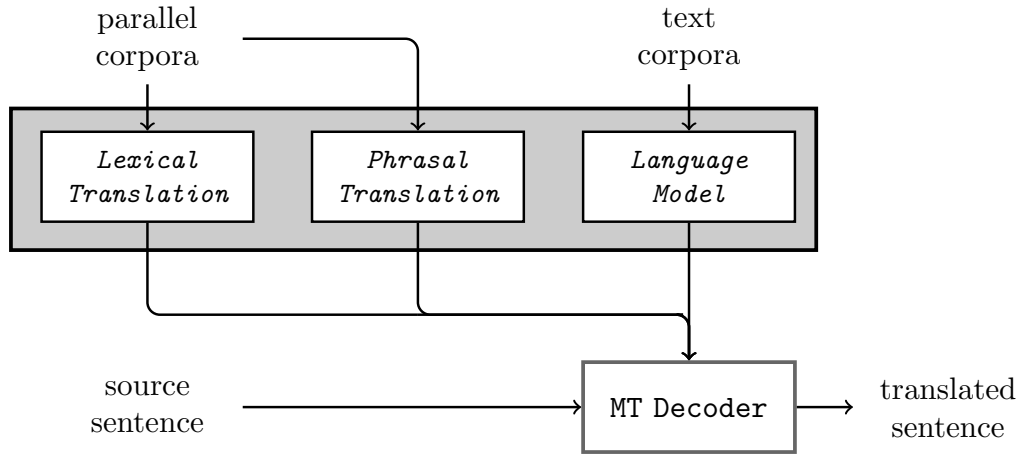 parallel
corpora
text
corpora
Lexical
Translation
Phrasal
Translation
Language
Model
source
sentence
MT Decoder
translated
sentence